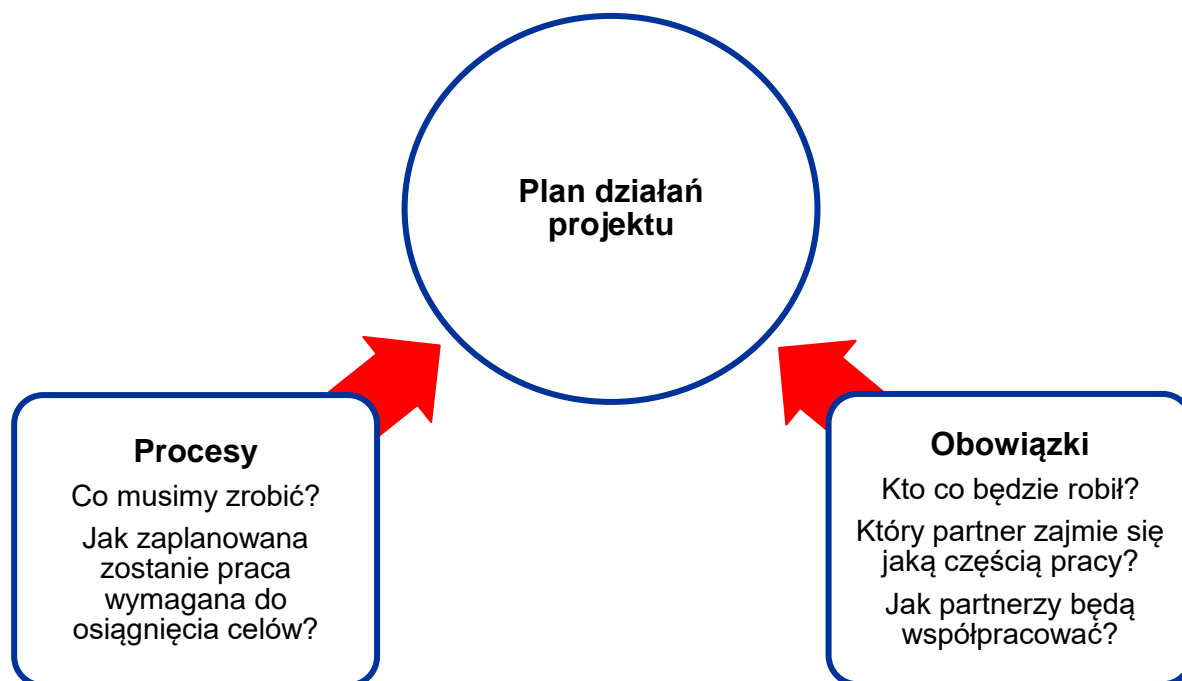 Plan działań
projektu
Procesy
Co musimy zrobić?
Jak zaplanowana
zostanie praca
wymagana do
osiągnięcia celów?
Obowiązki
Kto co będzie robił?
Który partner zajmie się
jaką częścią pracy?
Jak partnerzy będą
współpracować?